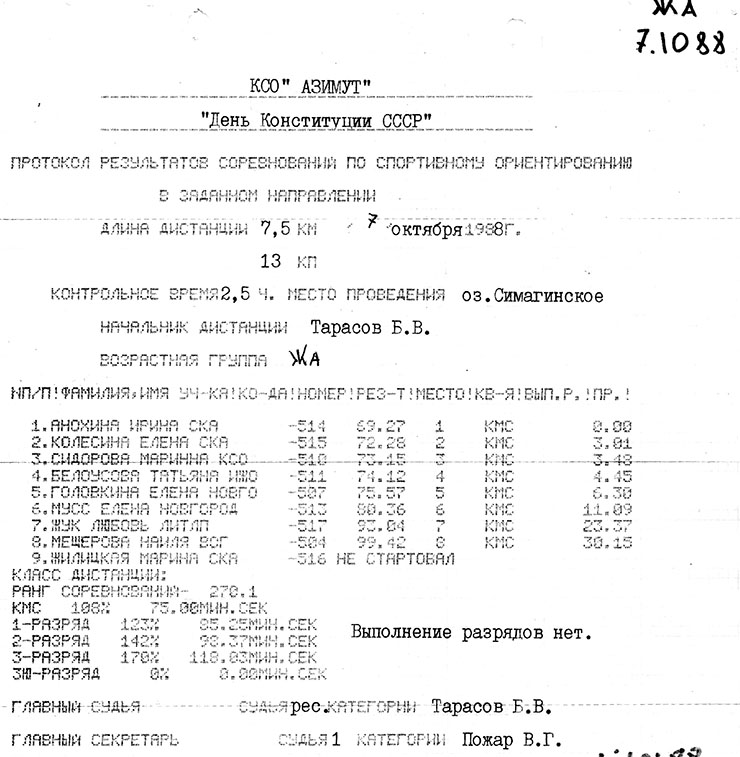 ЖА
7.10 88
КСО" АЗИМУТ"
"День Конституции СССР"
ПРОТОКОЛ РЕЗУЛЬТАТОВ СОРЕВНОВАНИЙ ПО СПОРТИВНОМУ ОРИЕНТИРОВАНИЮ
В ЗАДАННОМ НАПРАВЛЕНИИ
ДЛИНА ДИСТАНЦИИ 7,5 КМ 7 октября 1988г.
13 КП
КОНТРОЛЬНОЕ ВРЕМЯ 2,5 Ч. МЕСТО ПРОВЕДЕНИЯ оз.Симагинское
НАЧАЛЬНИК ДИСТАНЦИИ Тарасов Б.В.
ВОЗРАСТНАЯ ГРУППА ЖА
НП/П!ФАМИЛИЯ,ИМЯ УЧ-КА!КО-ДА!НОМЕР!РЕЗ-Т!МЕСТО!КВ-Я!ВЫП.Р.!ПР.!
1.АНОХИНА ИРИНА СКА -514 69.27 1 КМС 0.00
2.КОЛЕСИНА ЕЛЕНА СКА -515 72.28 2 КМС 3.01
3.СИДОРОВА МАРИННА КСО -510 73.15 3 КМС 3.48
4.БЕЛОУСОВА ТАТЬЯНА ИЖО -511 74.12 4 КМС 4.45
5.ГОЛОВКИНА ЕЛЕНА НОВГО -507 75.57 5 КМС 6.30
6.МУСС ЕЛЕНА НОВГОРОД -513 80.36 6 КМС 11.09
7.ЖУК ЛЮБОВЬ ЛИТЛП -517 93.04 7 КМС 23.37
8.МЕЩЕРОВА НАИЛЯ ВОГ -504 99.42 8 КМС 30.15
9.ЖИЛИЦКАЯ МАРИНА СКА -516 НЕ СТАРТОВАЛ
КЛАСС ДИСТАНЦИИ:
РАНГ СОРЕВНОВАНИЯ- 270.1
КМС 108% 75.00МИН.СЕК
1-РАЗРЯД 123% 85.25МИН.СЕК
2-РАЗРЯД 142% 98.37МИН.СЕК
Выполнение разрядов нет.
3-РАЗРЯД 170% 118.03МИН.СЕК
3Ю-РАЗРЯД 0% 0.00МИН.СЕК
ГЛАВНЫЙ СУДЬЯ СУДЬЯ рес.КАТЕГОРИИ Тарасов Б.В.
ГЛАВНЫЙ СЕКРЕТАРЬ СУДЬЯ 1 КАТЕГОРИИ Пожар В.Г.